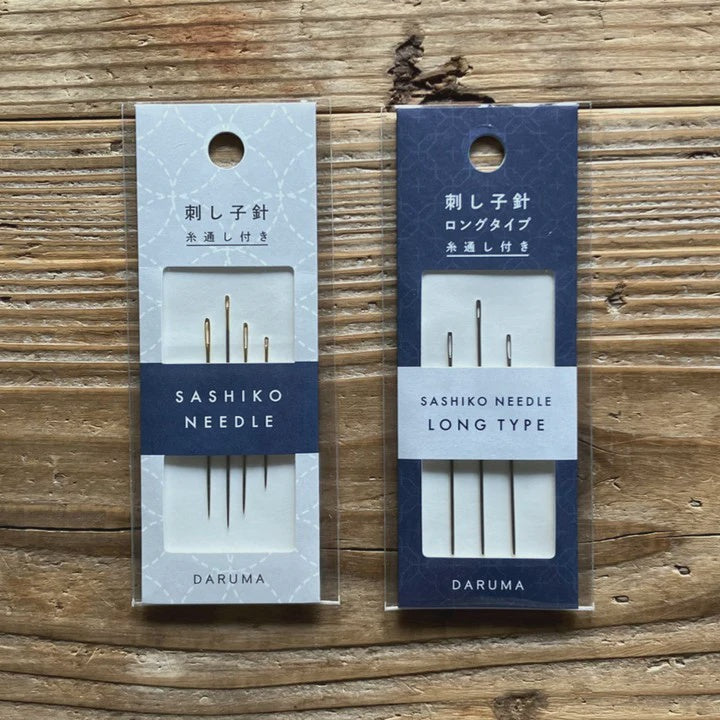 刺し子針
糸通し付き
SASHIKO
NEEDLE
DARUMA
刺し子針
ロングタイプ
糸通し付き
SASHIKO NEEDLE
LONG TYPE
DARUMA